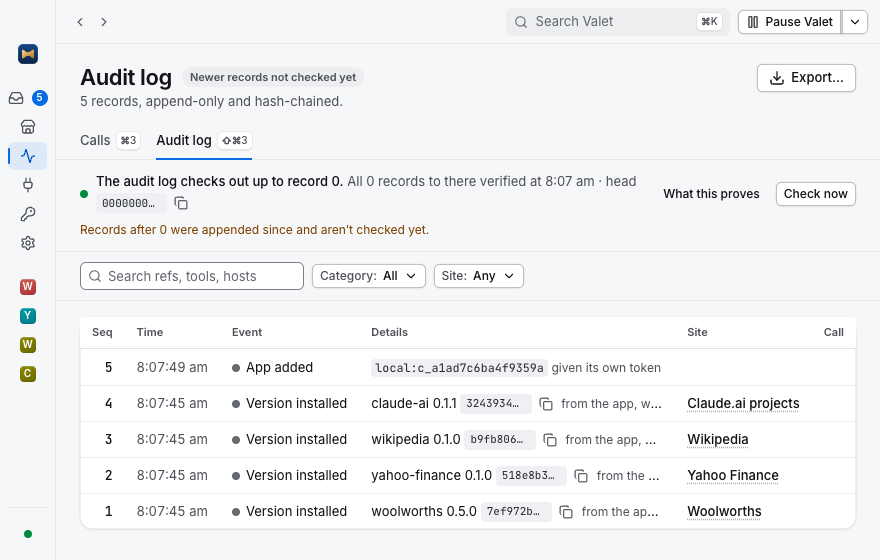 Search Valet ⌘K Pause Valet
5
Audit log Newer records not checked yet
5 records, append-only and hash-chained.
Export...
Calls ⌘3 Audit log ⇧⌘3
The audit log checks out up to record 0. All 0 records to there verified at 8:07 am · head
0000000…
What this proves Check now
Records after 0 were appended since and aren't checked yet.
Search refs, tools, hosts Category: All Site: Any
Seq Time Event Details Site Call
5 8:07:49 am App added local:c_a1ad7c6ba4f9359a given its own token
4 8:07:45 am Version installed claude-ai 0.1.1 3243934… from the app, w… Claude.ai projects
3 8:07:45 am Version installed wikipedia 0.1.0 b9fb806… from the app, … Wikipedia
2 8:07:45 am Version installed yahoo-finance 0.1.0 518e8b3… from the … Yahoo Finance
1 8:07:45 am Version installed woolworths 0.5.0 7ef972b… from the ap… Woolworths
W
Y
W
C